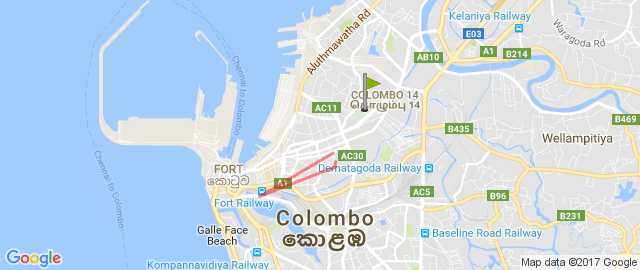 Kelaniya Railway
Waragoda Rd
E03
A1
B214
AB10
Aluthmawatha Rd
Chennai to Colombo
COLOMBO 14
கொழும்பு 14
AC11
B469
B435
Wellampitiya
Dematagoda Railway
AC30
FORT
කොටුව
A1
Fort Railway
AC5
B96
B231
Chennai to Colombo
Colombo
කොළඹ
Galle Face
Beach
Baseline Road Railway
Kompannavidiya Railway
Google
Map data ©2017 Google